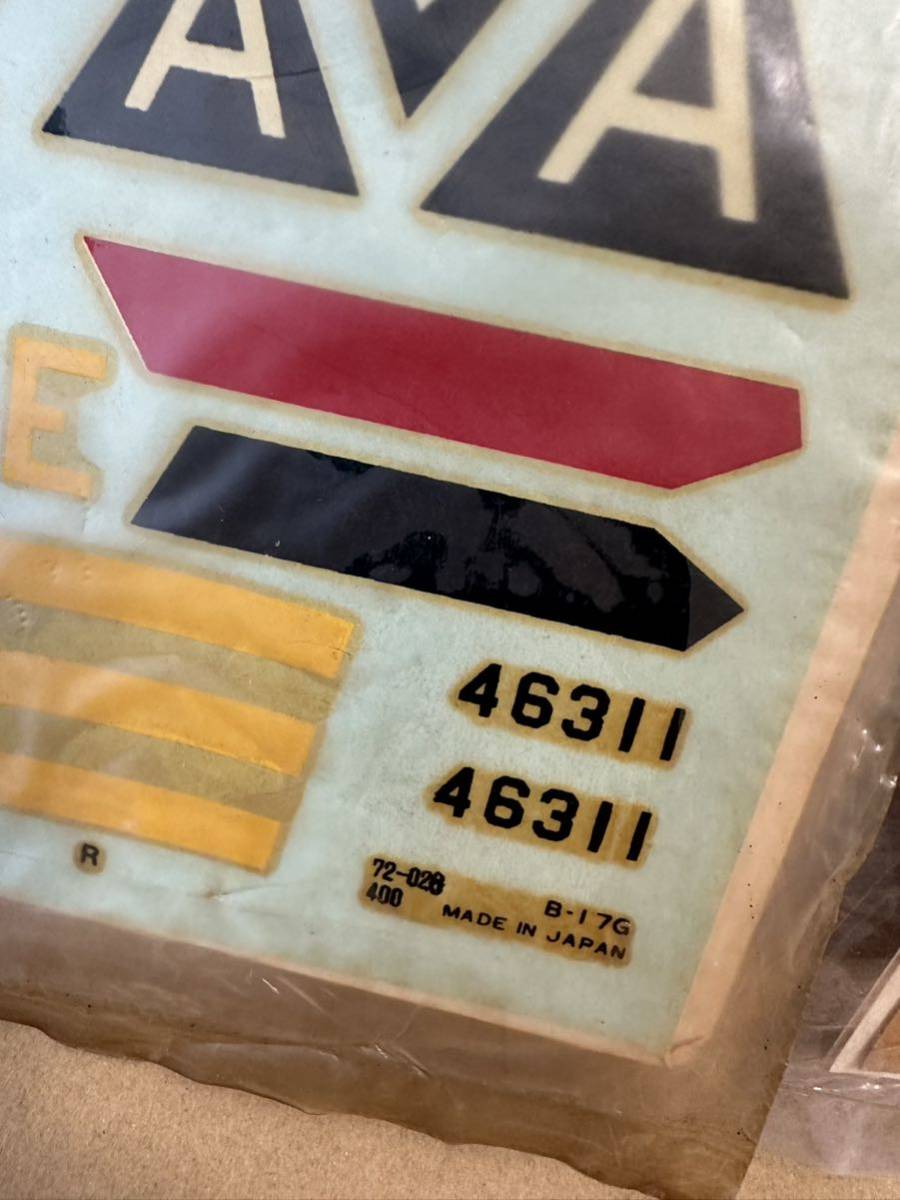 A A
E
46311
46311
R
72-028
400
B-17G
MADE IN JAPAN